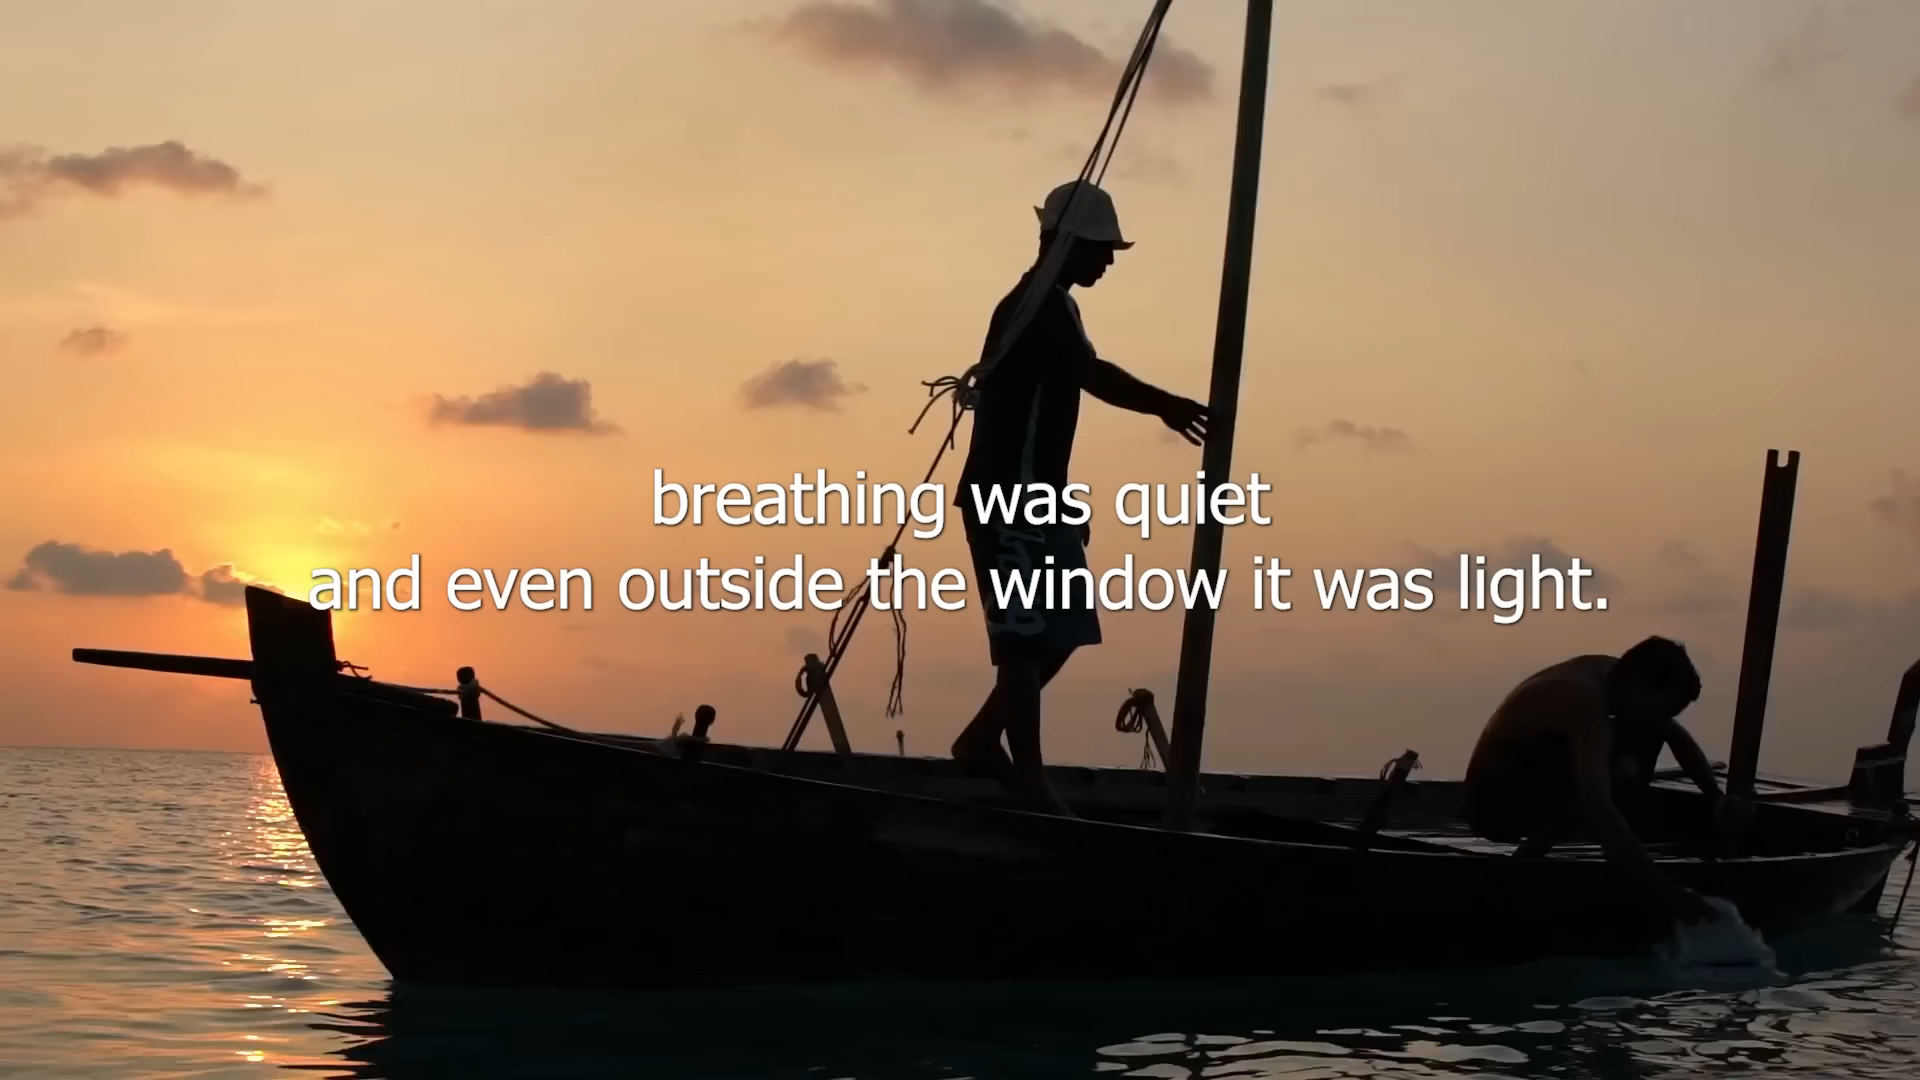 breathing was quiet
and even outside the window it was light.